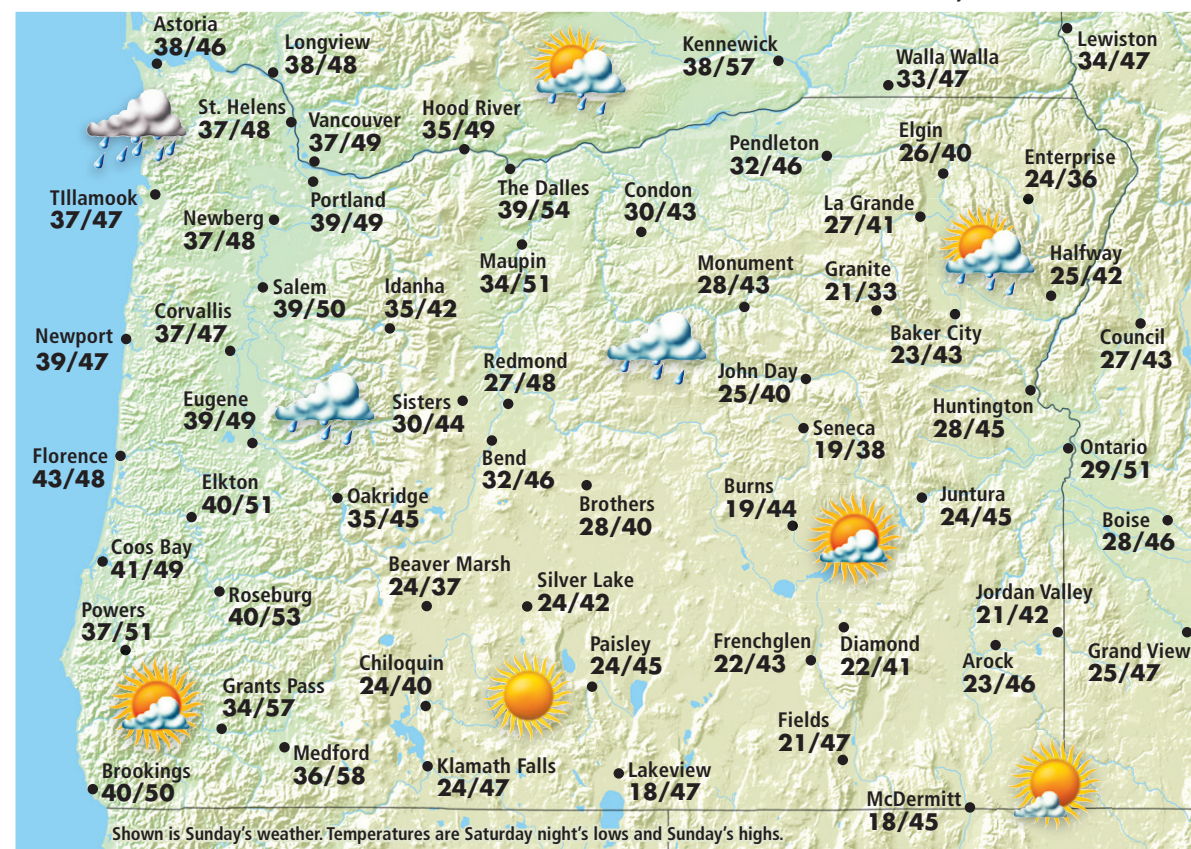 Astoria
38/46
Longview
38/48
Kennewick
38/57
Walla Walla
33/47
Lewiston
34/47
St. Helens
37/48
Vancouver
37/49
Hood River
35/49
Pendleton
32/46
Elgin
26/40
Enterprise
24/36
TIllamook
37/47
Portland
39/49
The Dalles
39/54
Condon
30/43
La Grande
27/41
Newberg
37/48
Maupin
34/51
Monument
28/43
Granite
21/33
Halfway
25/42
Salem
39/50
Idanha
35/42
Corvallis
37/47
Newport
39/47
Baker City
23/43
Council
27/43
Redmond
27/48
John Day
25/40
Eugene
39/49
Sisters
30/44
Huntington
28/45
Seneca
19/38
Ontario
29/51
Florence
43/48
Bend
32/46
Elkton
40/51
Oakridge
35/45
Brothers
28/40
Burns
19/44
Juntura
24/45
Boise
28/46
Coos Bay
41/49
Beaver Marsh
24/37
Silver Lake
24/42
Roseburg
40/53
Jordan Valley
21/42
Powers
37/51
Paisley
24/45
Frenchglen
22/43
Diamond
22/41
Arock
23/46
Grand View
25/47
Chiloquin
24/40
Grants Pass
34/57
Fields
21/47
Medford
36/58
Klamath Falls
24/47
Lakeview
18/47
Brookings
40/50
McDermitt
18/45
Shown is Sunday's weather. Temperatures are Saturday night's lows and Sunday's highs.